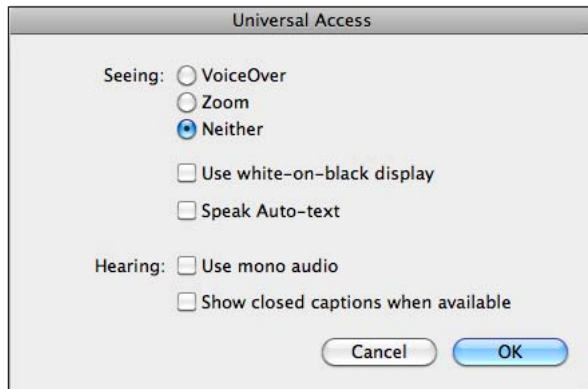 Universal Access
Seeing: VoiceOver
Zoom
Neither
Use white-on-black display
Speak Auto-text
Hearing: Use mono audio
Show closed captions when available
Cancel OK